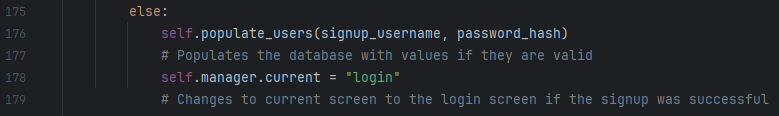 175 else:
176 self.populate_users(signup_username, password_hash)
177 # Populates the database with values if they are valid
178 self.manager.current = "login"
179 # Changes to current screen to the login screen if the signup was successful